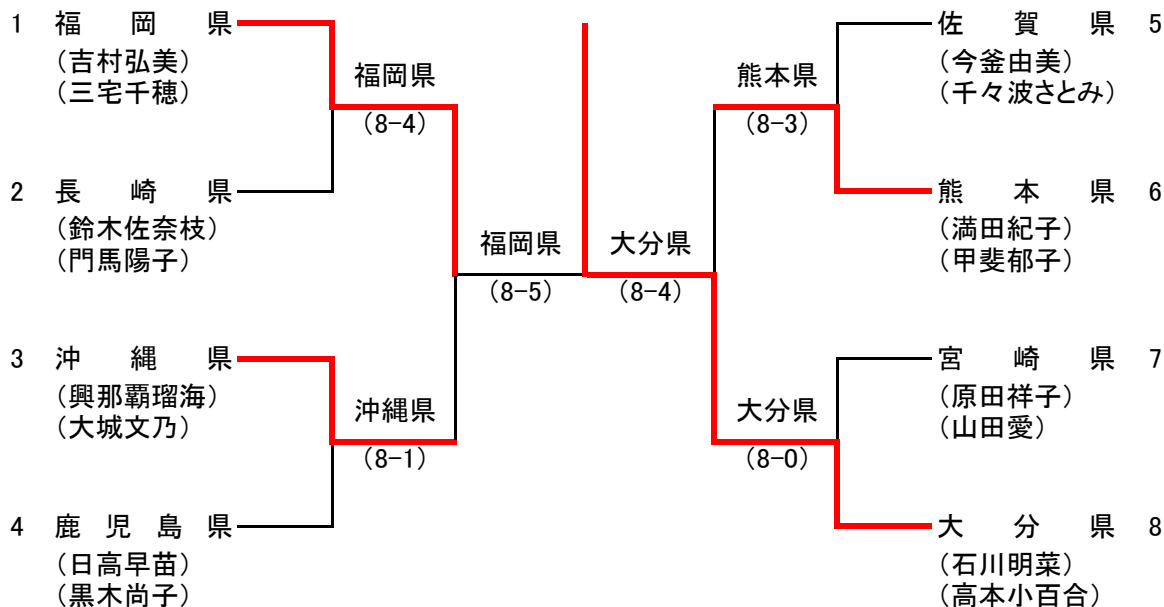 1 福岡県
(吉村弘美)
(三宅千穂)
福岡県
(8-4)
2 長崎県
(鈴木佐奈枝)
(門馬陽子)
福岡県
(8-5)
3 沖縄県
(興那覇瑠海)
(大城文乃)
沖縄県
(8-1)
4 鹿児島県
(日高早苗)
(黒木尚子)
佐賀県 5
(今釜由美)
(千々波さとみ)
熊本県
(8-3)
熊本県 6
(満田紀子)
(甲斐郁子)
大分県
(8-4)
宮崎県 7
(原田祥子)
(山田愛)
大分県
(8-0)
大分県 8
(石川明菜)
(高本小百合)